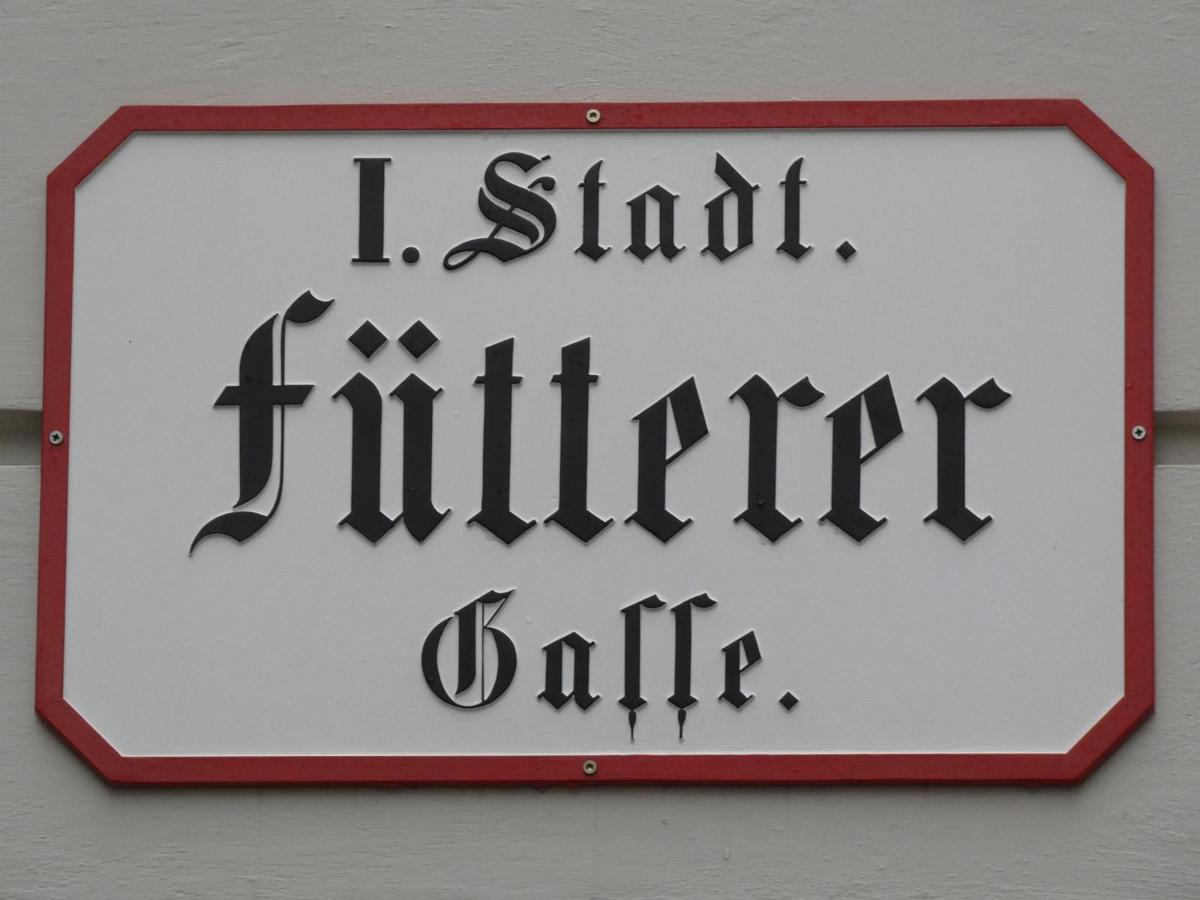 I. Stadt.
Fütterer
Gasse.